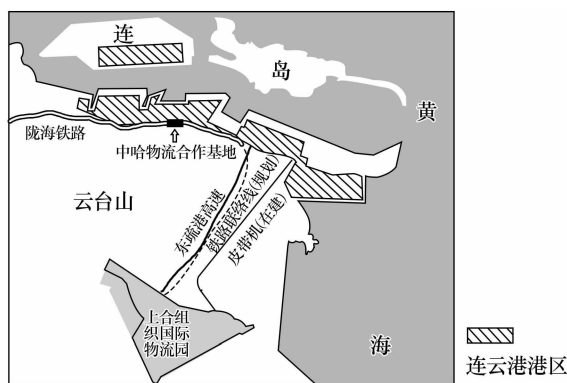 连
岛
黄
陇海铁路
中哈物流合作基地
云台山
东疏港高速
铁路联络线(规划)
皮带机(在建)
上合组
织国际
物流园
海
连云港港区